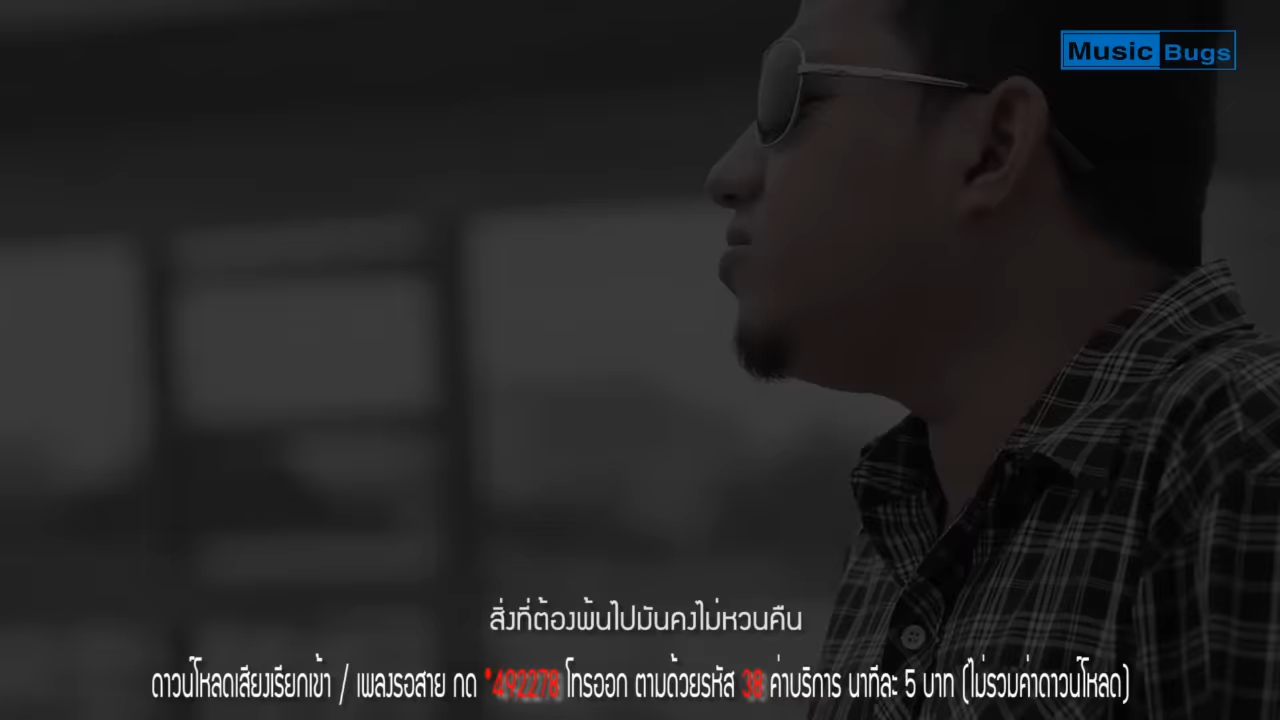 Music Bugs
สิ่งที่ต้องพ้นไปมันคงไม่หวนคืน
ดาวน์โหลดเสียงเรียกเข้า / เพลงรอสาย กด *492278 โทรออก ตามด้วยรหัส 38 ค่าบริการ นาทีละ 5 บาท (ไม่รวมค่าดาวน์โหลด)